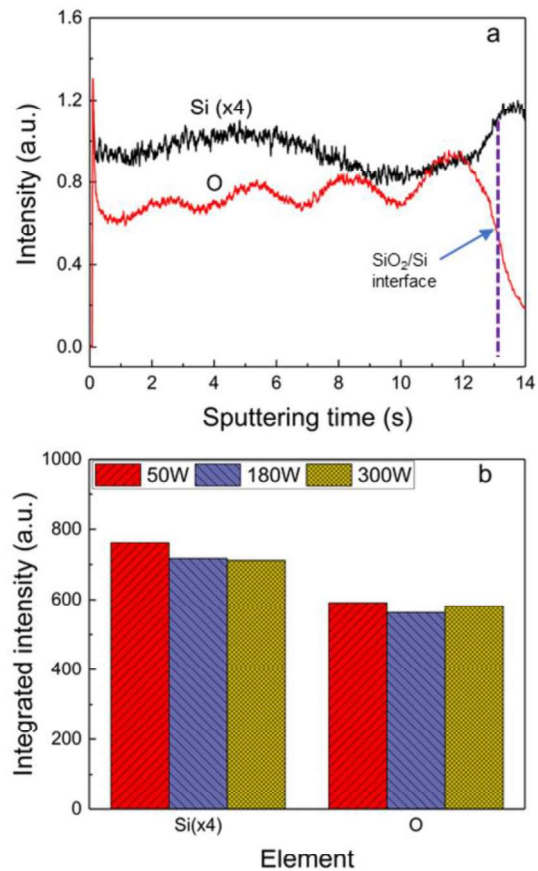 a
1.6
1.2
0.8
0.4
0.0
Intensity (a.u.)
Si (x4)
O
SiO₂/Si
interface
0 2 4 6 8 10 12 14
Sputtering time (s)
b
50W 180W 300W
1000
800
600
400
200
0
Integrated intensity (a.u.)
Si(x4) O
Element